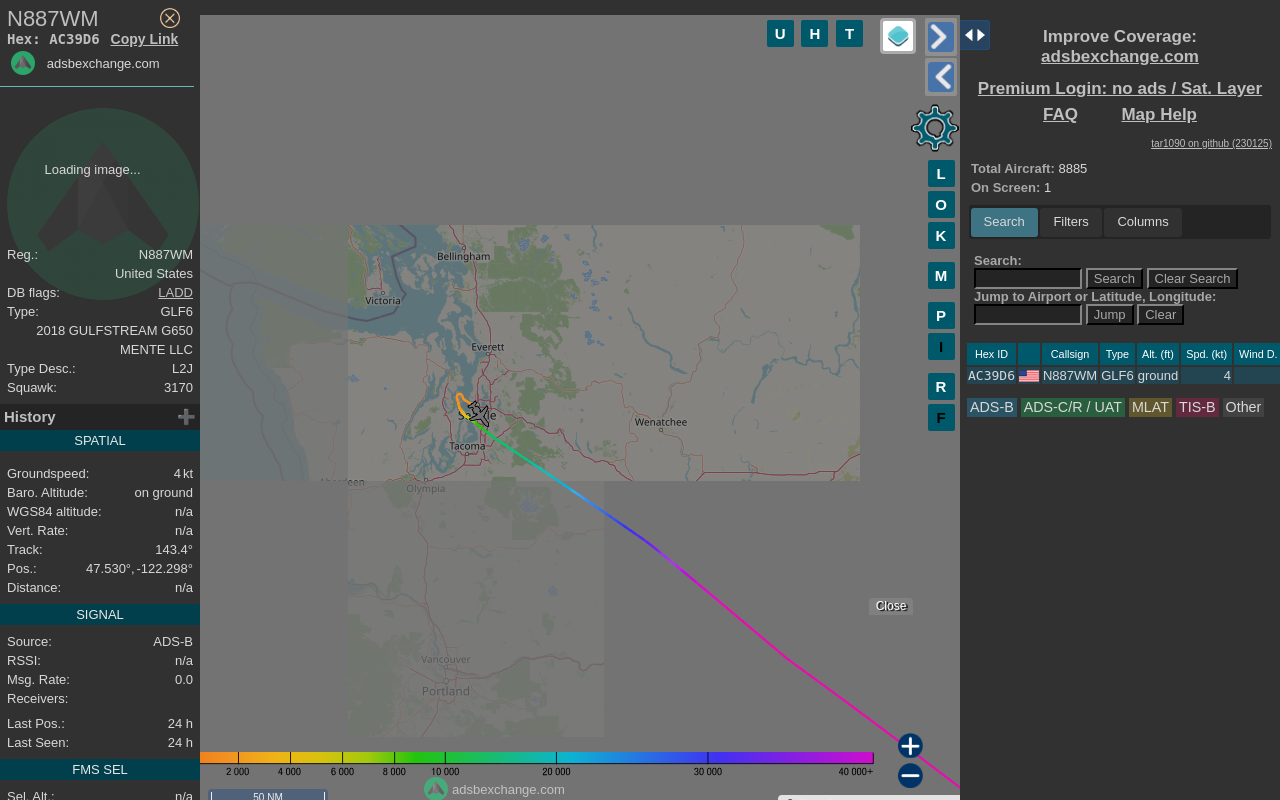 N887WM
Hex: AC39D6 Copy Link
adsbexchange.com
Loading image...
Reg.: N887WM
United States
DB flags: LADD
Type: GLF6
2018 GULFSTREAM G650
MENTE LLC
Type Desc.: L2J
Squawk: 3170
History
SPATIAL
Groundspeed: 4 kt
Baro. Altitude: on ground
WGS84 altitude: n/a
Vert. Rate: n/a
Track: 143.4°
Pos.: 47.530°, -122.298°
Distance: n/a
SIGNAL
Source: ADS-B
RSSI: n/a
Msg. Rate: 0.0
Receivers:
Last Pos.: 24 h
Last Seen: 24 h
FMS SEL
Sel. Alt.: n/a
U H T
L
O
K
M
P
I
R
F
Bellingham
Victoria
Everett
Wenatchee
Tacoma
Aberdeen
Olympia
Vancouver
Portland
Close
2 000 4 000 6 000 8 000 10 000 20 000 30 000 40 000+
adsbexchange.com
50 NM
Improve Coverage:
adsbexchange.com
Premium Login: no ads / Sat. Layer
FAQ Map Help
tar1090 on github (230125)
Total Aircraft: 8885
On Screen: 1
Search Filters Columns
Search:
Search Clear Search
Jump to Airport or Latitude, Longitude:
Jump Clear
Hex ID Callsign Type Alt. (ft) Spd. (kt) Wind D.
AC39D6 N887WM GLF6 ground 4
ADS-B ADS-C/R / UAT MLAT TIS-B Other